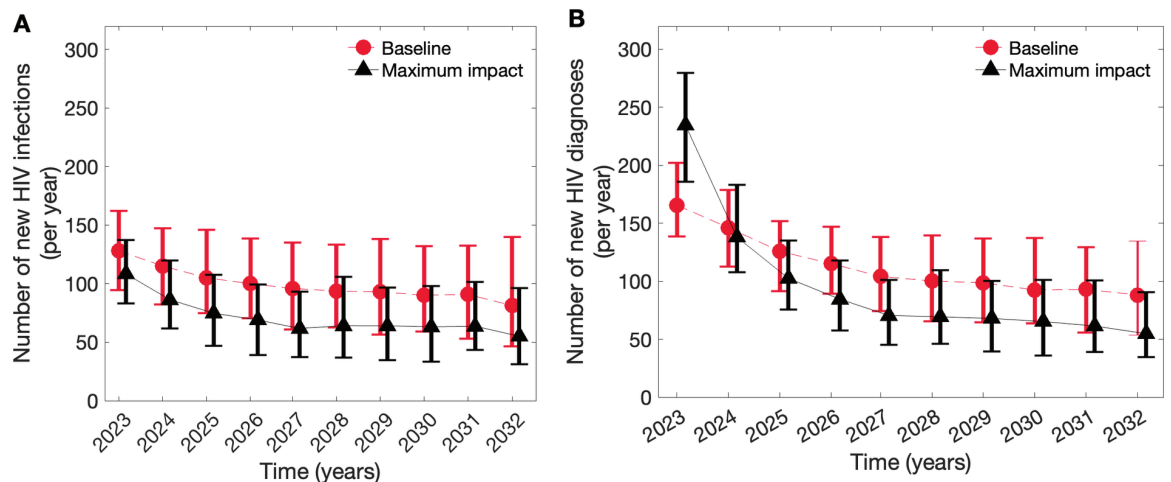 A
Number of new HIV infections
(per year)
300
250
200
150
100
50
0
Baseline
Maximum impact
2023
2024
2025
2026
2027
2028
2029
2030
2031
2032
Time (years)
B
Number of new HIV diagnoses
(per year)
300
250
200
150
100
50
0
Baseline
Maximum impact
2023
2024
2025
2026
2027
2028
2029
2030
2031
2032
Time (years)